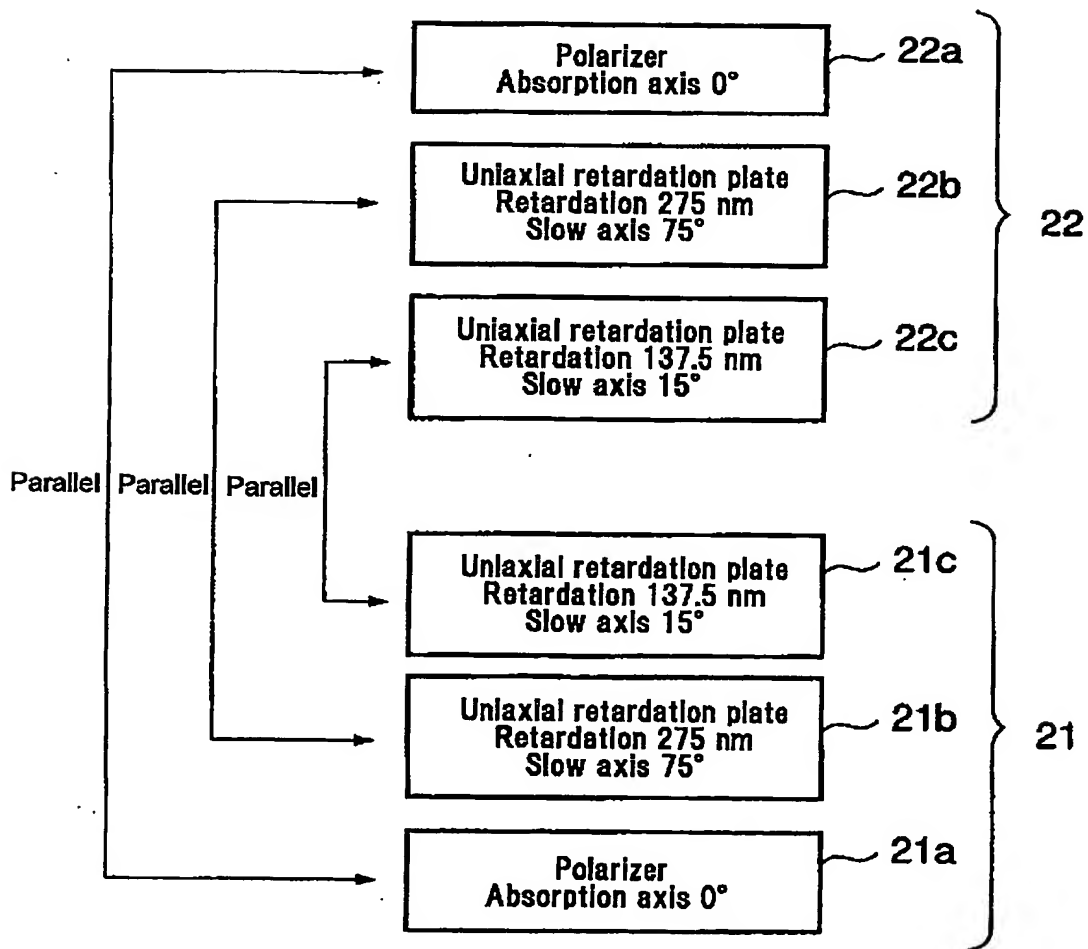 Polarizer
Absorption axis 0°
22a
Uniaxial retardation plate
Retardation 275 nm
Slow axis 75°
22b
22
Uniaxial retardation plate
Retardation 137.5 nm
Slow axis 15°
22c
Parallel Parallel Parallel
Uniaxial retardation plate
Retardation 137.5 nm
Slow axis 15°
21c
Uniaxial retardation plate
Retardation 275 nm
Slow axis 75°
21b
21
Polarizer
Absorption axis 0°
21a